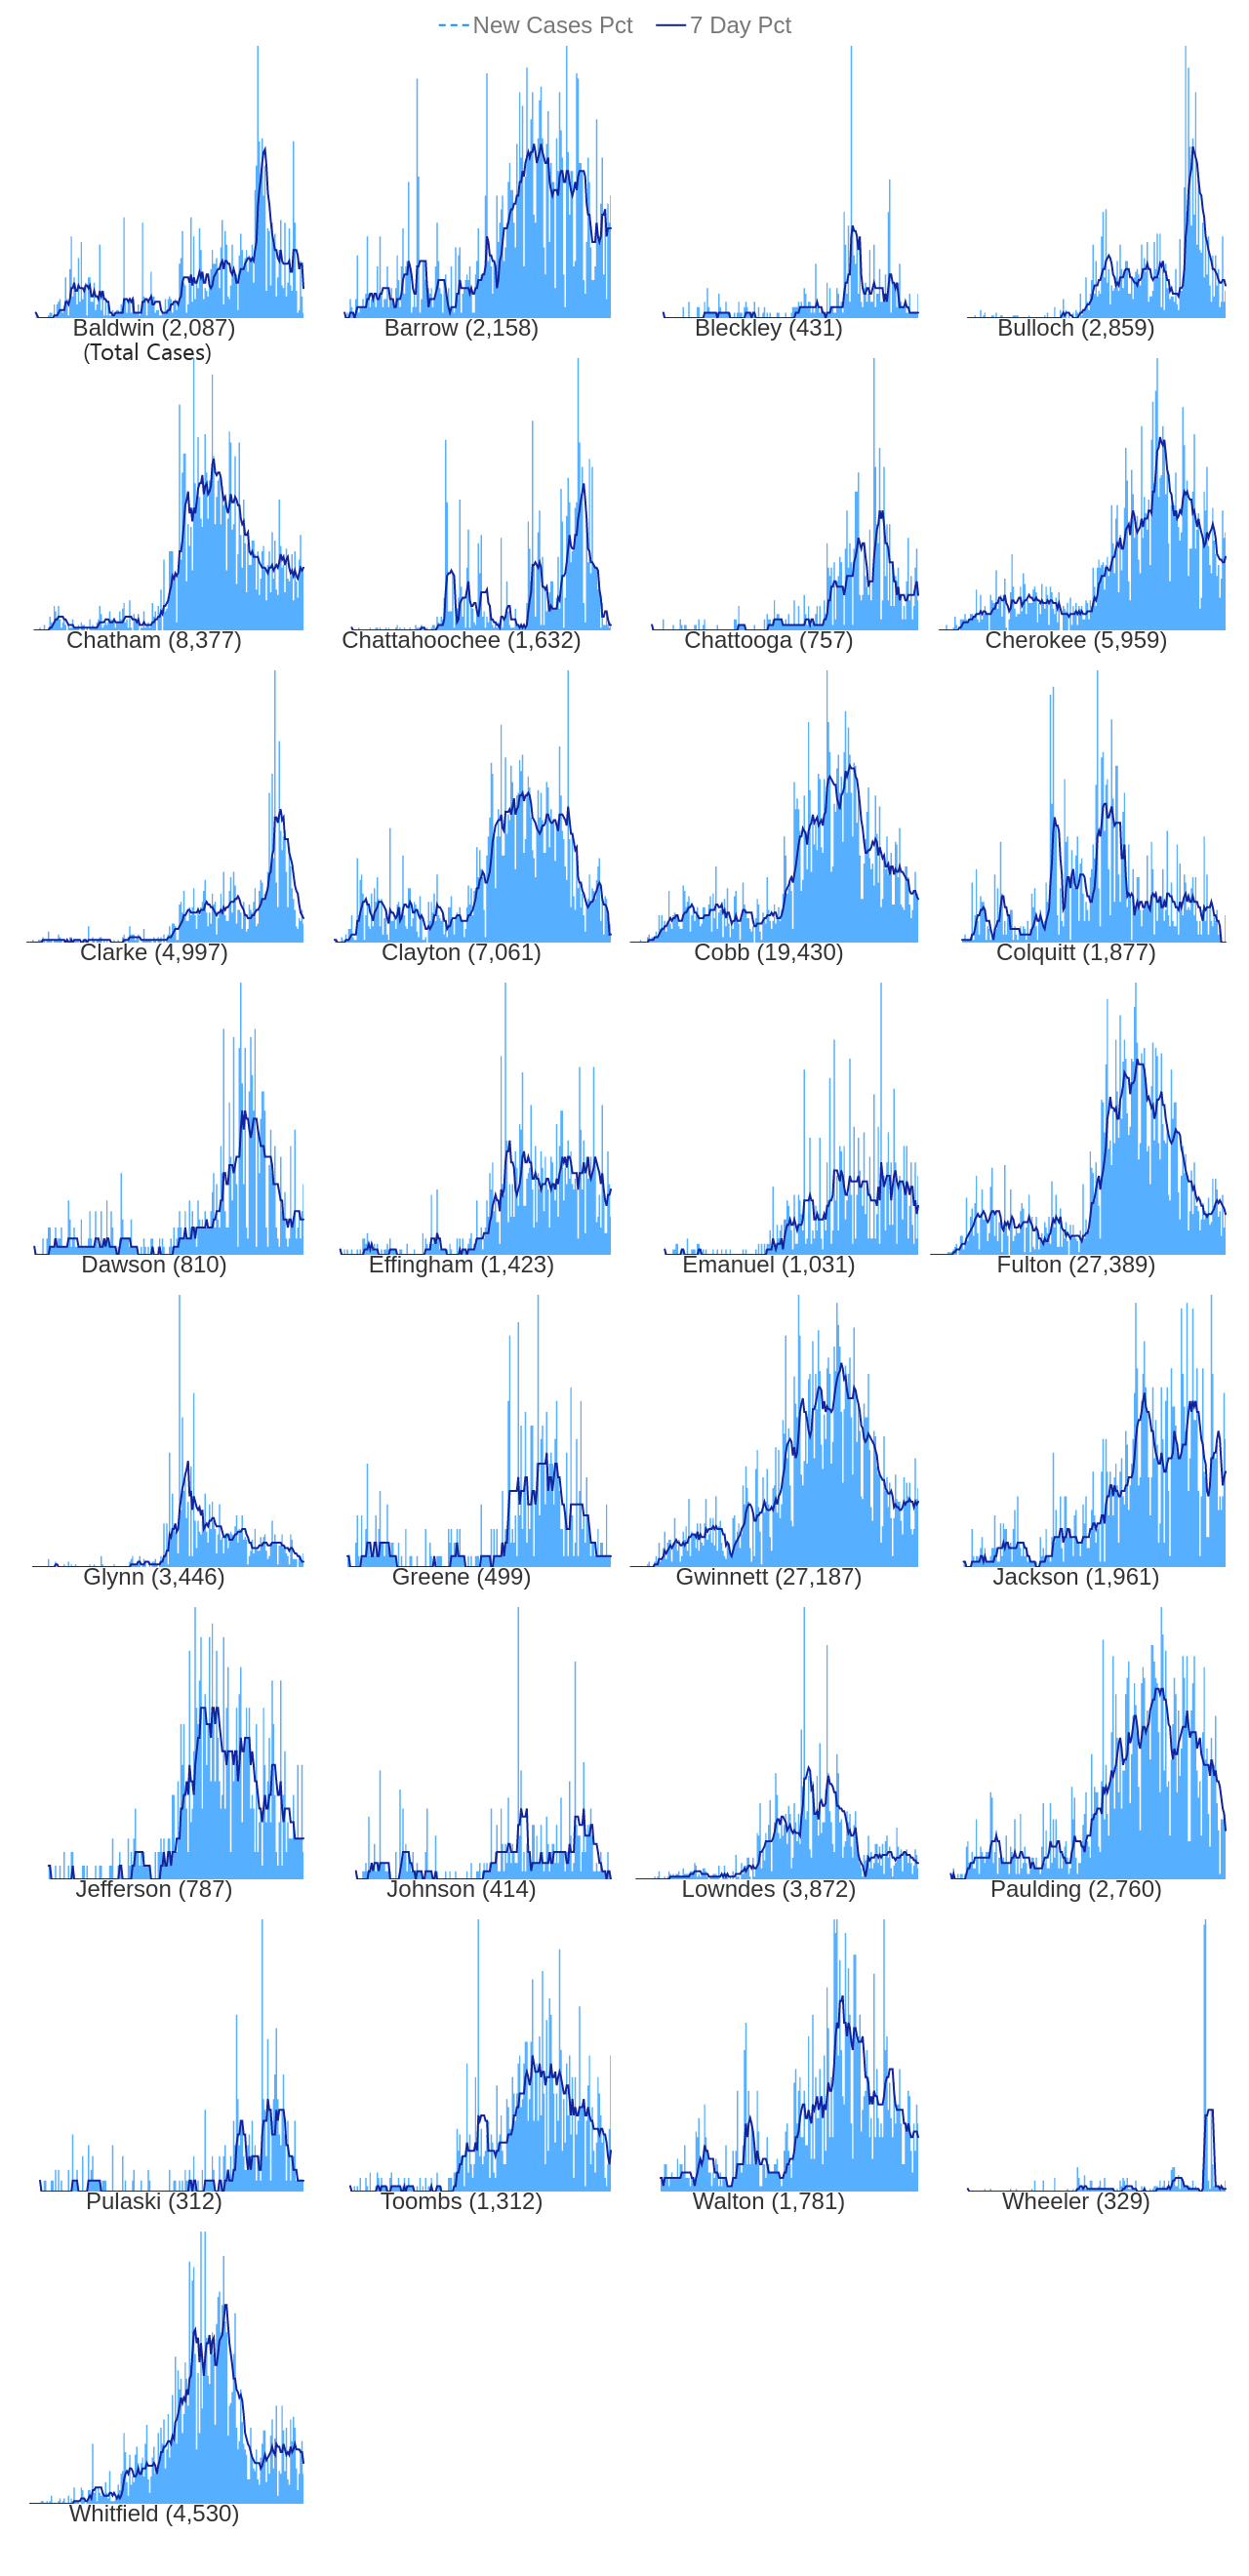 New Cases Pct 7 Day Pct
Baldwin (2,087) Barrow (2,158) Bleckley (431) Bulloch (2,859)
(Total Cases)
Chatham (8,377) Chattahoochee (1,632) Chattooga (757) Cherokee (5,959)
Clarke (4,997) Clayton (7,061) Cobb (19,430) Colquitt (1,877)
Dawson (810) Effingham (1,423) Emanuel (1,031) Fulton (27,389)
Glynn (3,446) Greene (499) Gwinnett (27,187) Jackson (1,961)
Jefferson (787) Johnson (414) Lowndes (3,872) Paulding (2,760)
Pulaski (312) Toombs (1,312) Walton (1,781) Wheeler (329)
Whitfield (4,530)